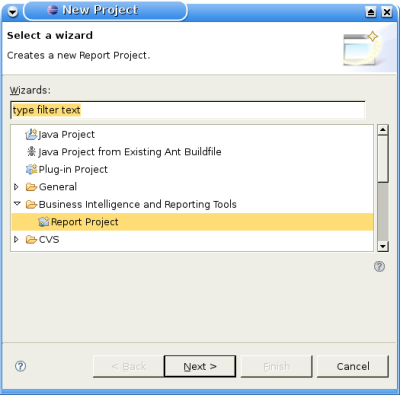 New Project
Select a wizard
Creates a new Report Project.
Wizards:
type filter text
Java Project
Java Project from Existing Ant Buildfile
Plug-in Project
General
Business Intelligence and Reporting Tools
Report Project
CVS
< Back
Next >
Finish
Cancel